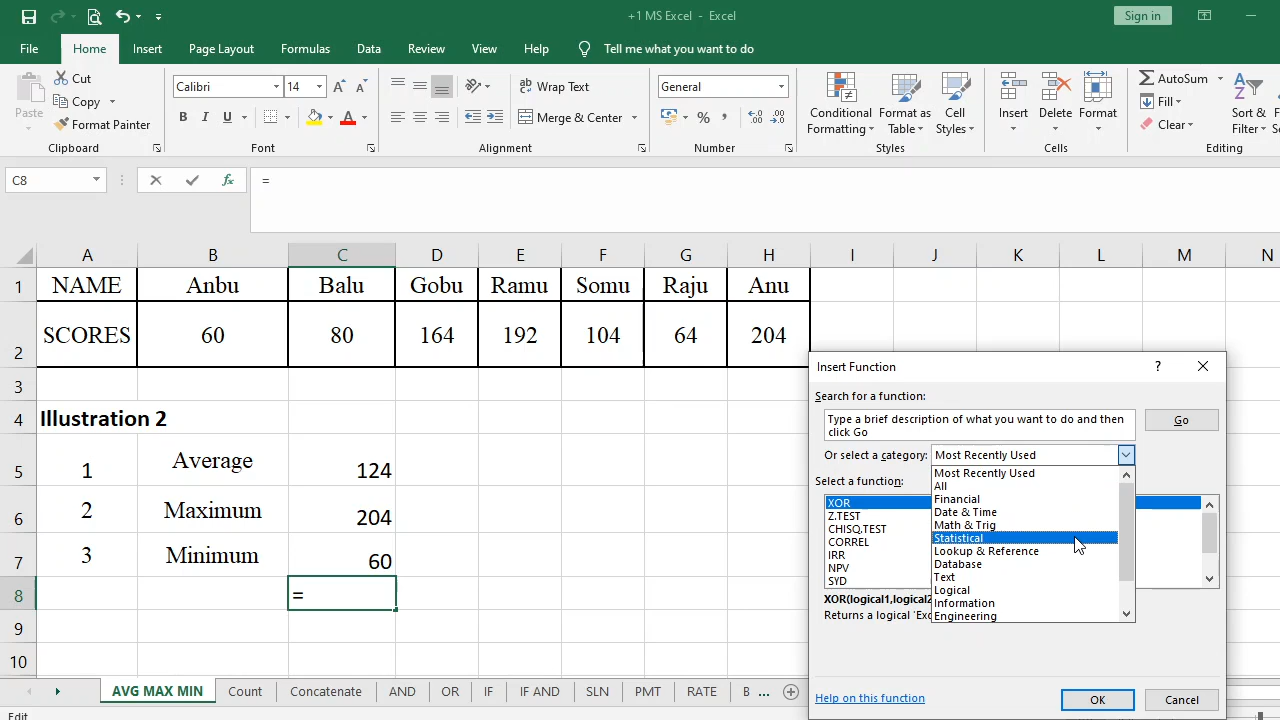 +1 MS Excel - Excel
Sign in
File Home Insert Page Layout Formulas Data Review View Help Tell me what you want to do
Cut
Copy
Format Painter
Paste
Clipboard
Calibri 14
B I U
Font
Wrap Text
Merge & Center
Alignment
General
Number
Conditional Formatting
Format as Table
Cell Styles
Styles
Insert Delete Format
Cells
AutoSum
Fill
Clear
Sort &
Filter
Editing
C8 fx =
A B C D E F G H I J K L M N
1 NAME Anbu Balu Gobu Ramu Somu Raju Anu
2 SCORES 60 80 164 192 104 64 204
3
4 Illustration 2
5 1 Average 124
6 2 Maximum 204
7 3 Minimum 60
8 =
9
10
Insert Function ?
Search for a function:
Type a brief description of what you want to do and then
click Go
Go
Or select a category: Most Recently Used
Most Recently Used
All
Financial
Date & Time
Math & Trig
Statistical
Lookup & Reference
Database
Text
Logical
Information
Engineering
Select a function:
XOR
Z.TEST
CHISQ.TEST
CORREL
IRR
NPV
SYD
XOR(logical1,logical2
Returns a logical 'Exc
Help on this function
OK
Cancel
AVG MAX MIN Count Concatenate AND OR IF IF AND SLN PMT RATE B ...
Edit